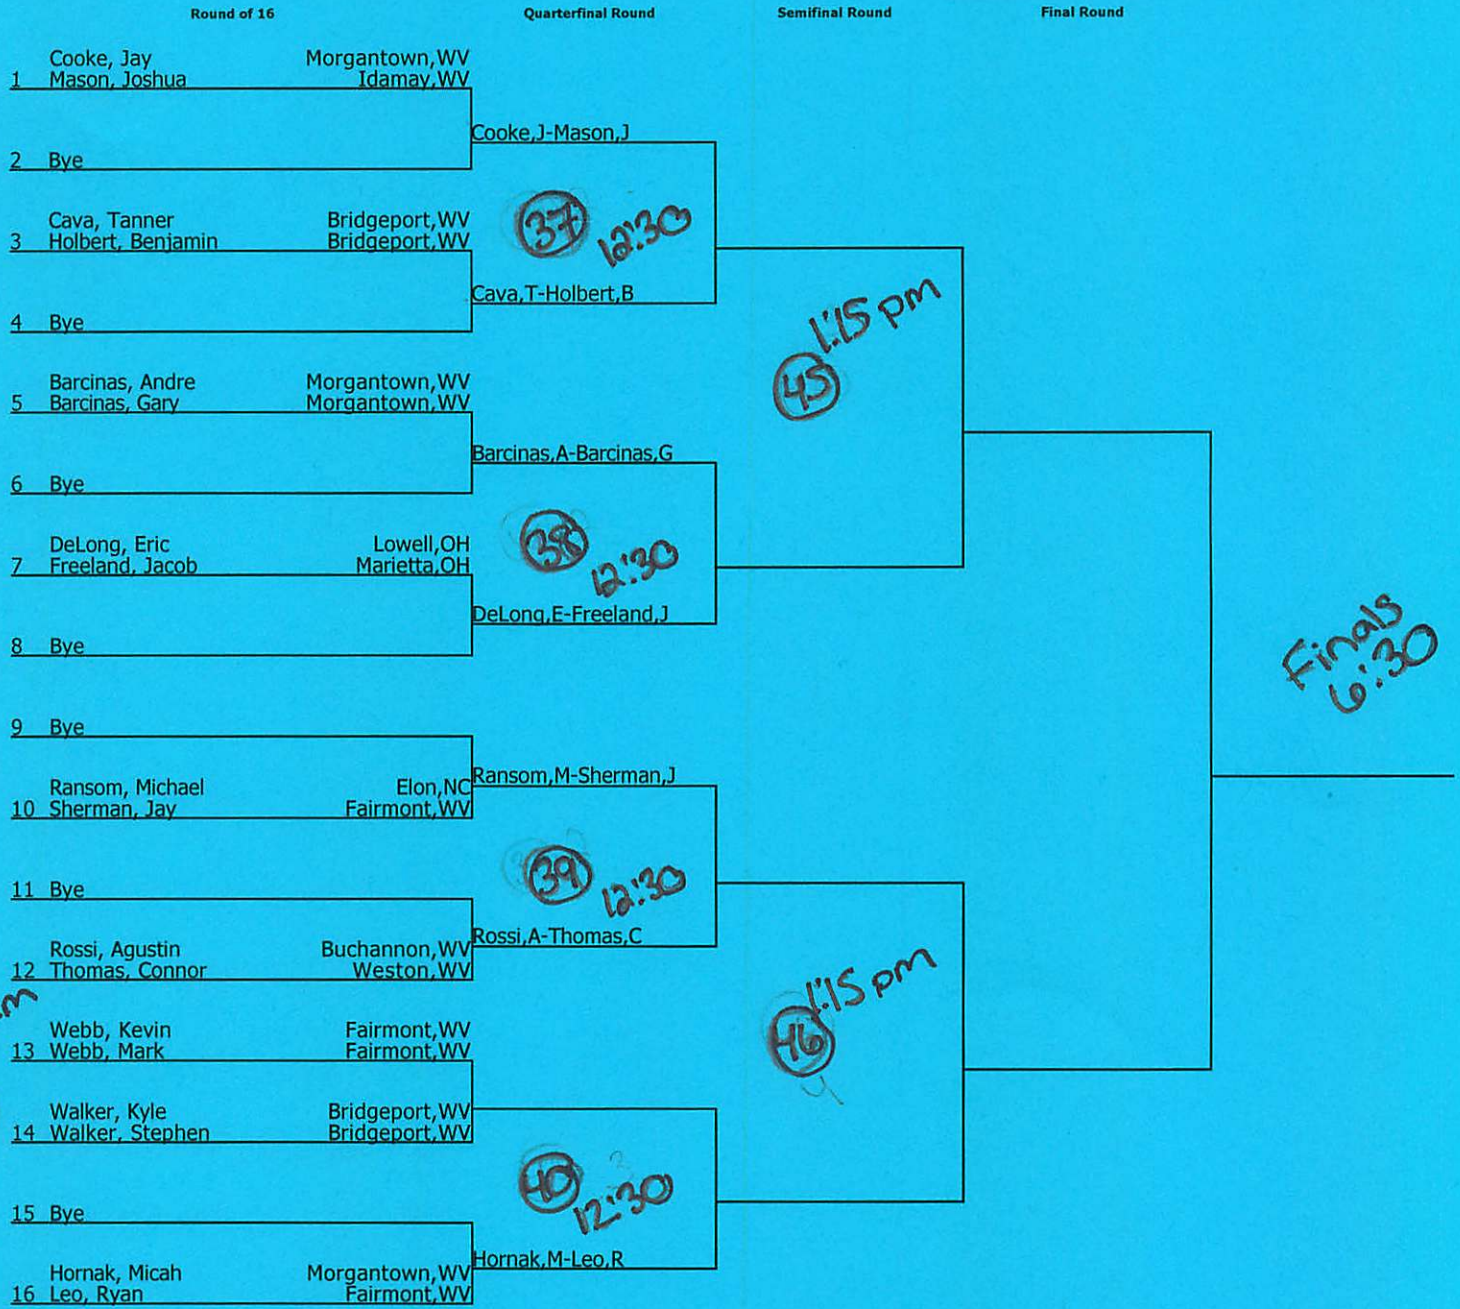 Round of 16 Quarterfinal Round Semifinal Round Final Round
Cooke, Jay Morgantown,WV
1 Mason, Joshua Idamay,WV
Cooke,J-Mason,J
2 Bye
37 12:30
Cava, Tanner Bridgeport,WV
3 Holbert, Benjamin Bridgeport,WV
Cava,T-Holbert,B
4 Bye
1:15 pm
45
Barcinas, Andre Morgantown,WV
5 Barcinas, Gary Morgantown,WV
Barcinas,A-Barcinas,G
6 Bye
38 12:30
DeLong, Eric Lowell,OH
7 Freeland, Jacob Marietta,OH
DeLong,E-Freeland,J
8 Bye
Finals
6:30
9 Bye
Ransom,M-Sherman,J
Ransom, Michael Elon,NC
10 Sherman, Jay Fairmont,WV
39 12:30
11 Bye
Rossi,A-Thomas,C
Rossi, Agustin Buchannon,WV
12 Thomas, Connor Weston,WV
1:15 pm
46
Webb, Kevin Fairmont,WV
13 Webb, Mark Fairmont,WV
Walker, Kyle Bridgeport,WV
14 Walker, Stephen Bridgeport,WV
40 12:30
15 Bye
Hornak,M-Leo,R
Hornak, Micah Morgantown,WV
16 Leo, Ryan Fairmont,WV